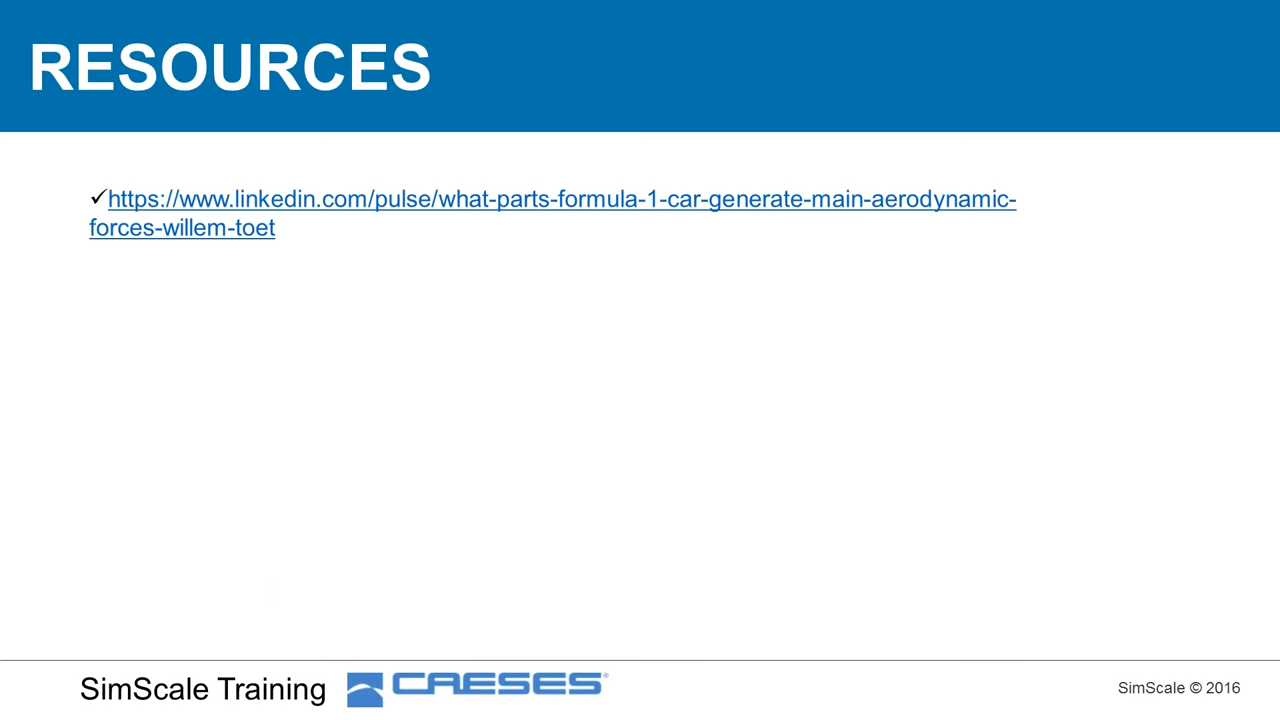 RESOURCES
✓https://www.linkedin.com/pulse/what-parts-formula-1-car-generate-main-aerodynamic-
forces-willem-toet
SimScale Training
CAESES®
SimScale © 2016